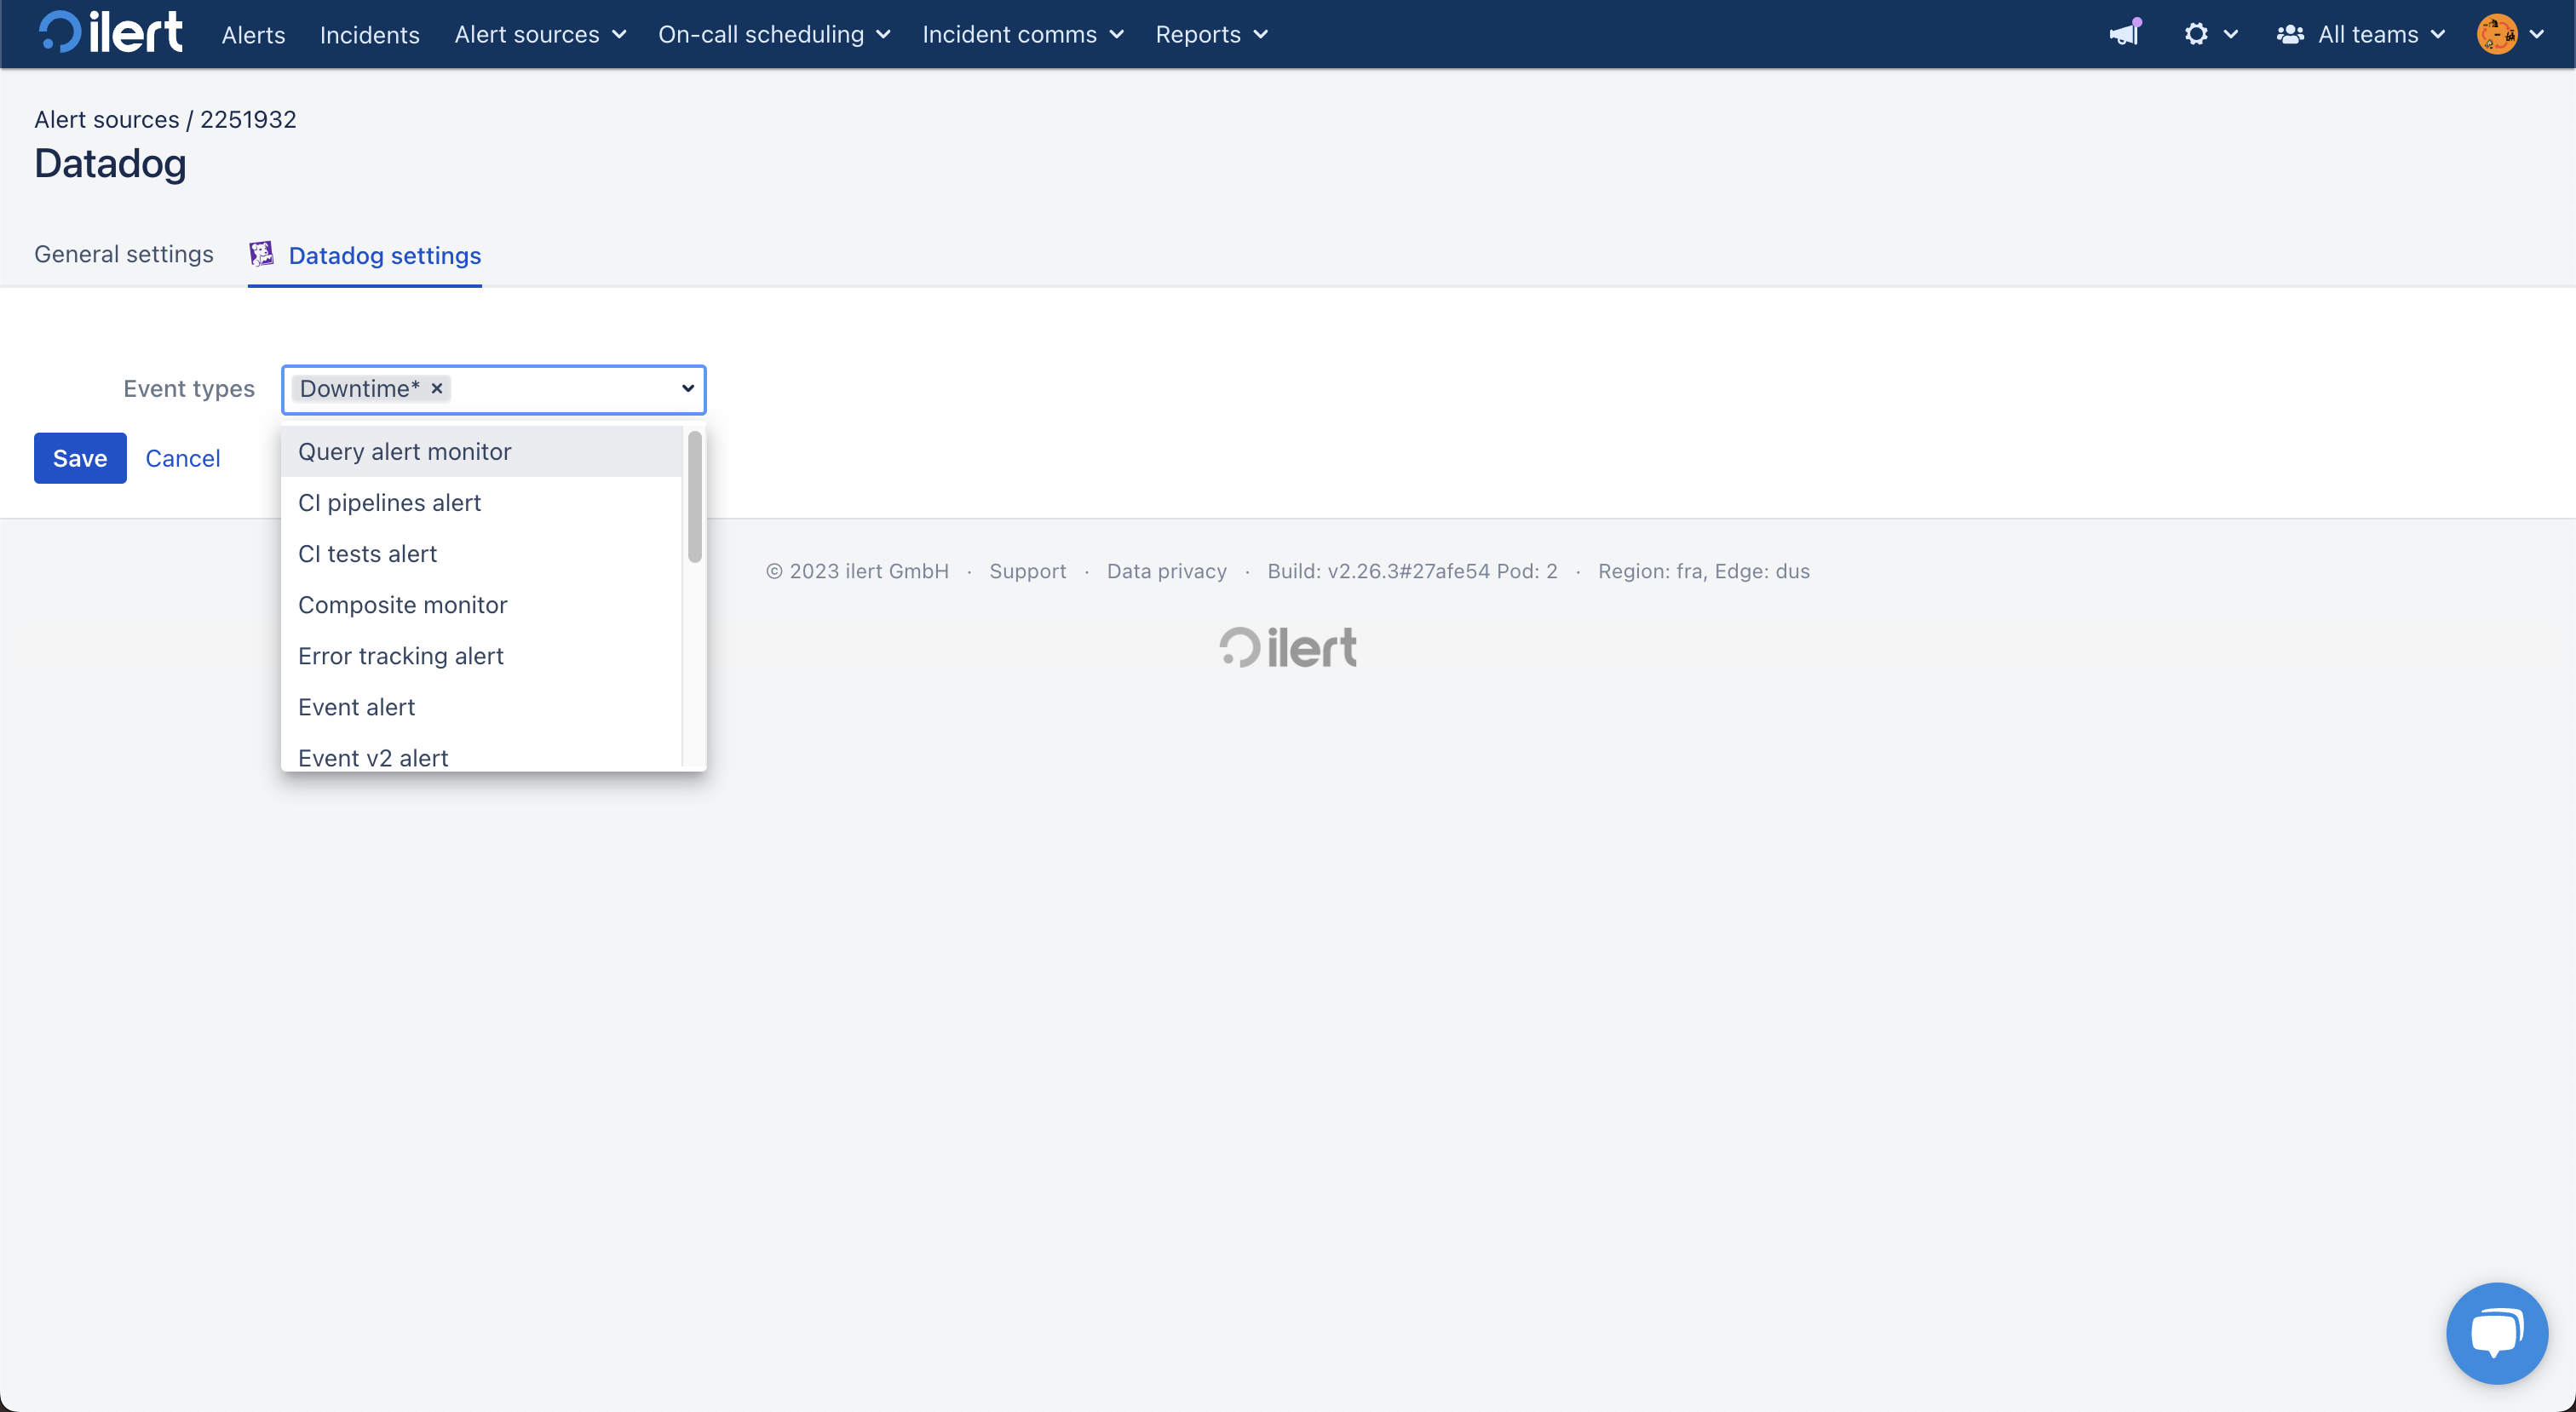 ilert Alerts Incidents Alert sources On-call scheduling Incident comms Reports All teams
Alert sources / 2251932
Datadog
General settings Datadog settings
Event types Downtime* ×
Save Cancel
Query alert monitor
CI pipelines alert
CI tests alert
Composite monitor
Error tracking alert
Event alert
Event v2 alert
© 2023 ilert GmbH · Support · Data privacy · Build: v2.26.3#27afe54 Pod: 2 · Region: fra, Edge: dus
ilert